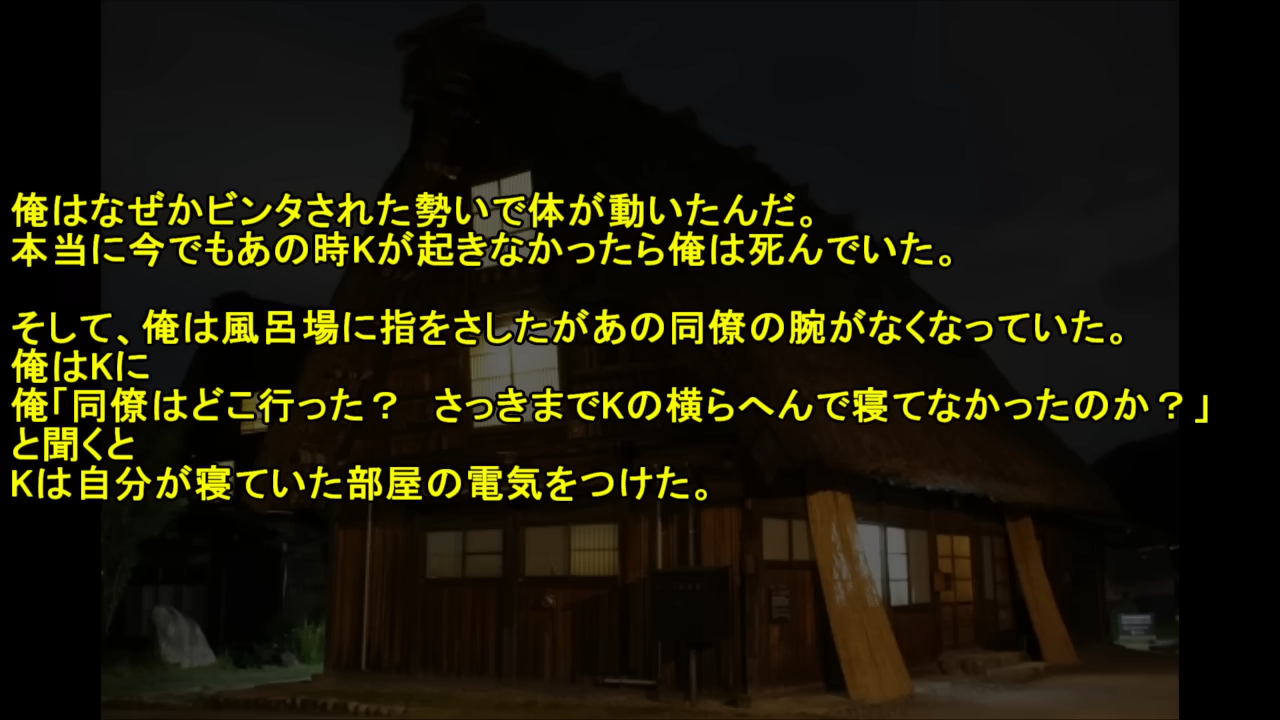 俺はなぜかビンタされた勢いで体が動いたんだ。
本当に今でもあの時Kが起きなかったら俺は死んでいた。
そして、俺は風呂場に指をさしたがあの同僚の腕がなくなっていた。
俺はKに
俺「同僚はどこ行った？　さっきまでKの横らへんで寝てなかったのか？」
と聞くと
Kは自分が寝ていた部屋の電気をつけた。